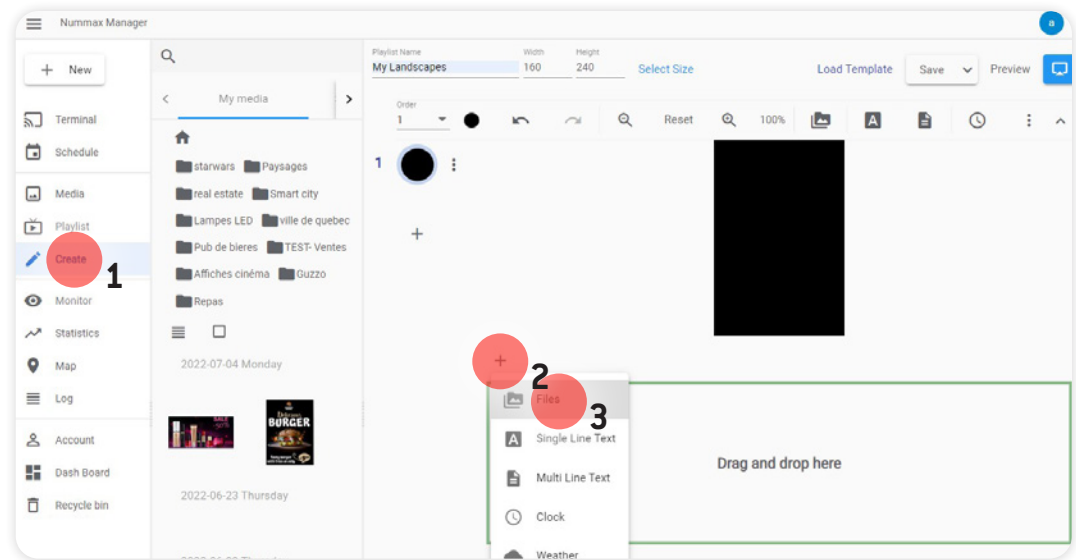 Nummax Manager
a
+ New
Terminal
Schedule
Media
Playlist
Create
1
Monitor
Statistics
Map
Log
Account
Dash Board
Recycle bin
My media
starwars Paysages
real estate Smart city
Lampes LED ville de quebec
Pub de bieres TEST- Ventes
Affiches cinéma Guzzo
Repas
2022-07-04 Monday
SALE
Delicious
BURGER
2022-06-23 Thursday
Playlist Name Width Height
My Landscapes 160 240 Select Size Load Template Save Preview
Order
1 Reset 100% A
1
+
+
2
Files
3
A Single Line Text
Multi Line Text
Clock
Weather
Drag and drop here